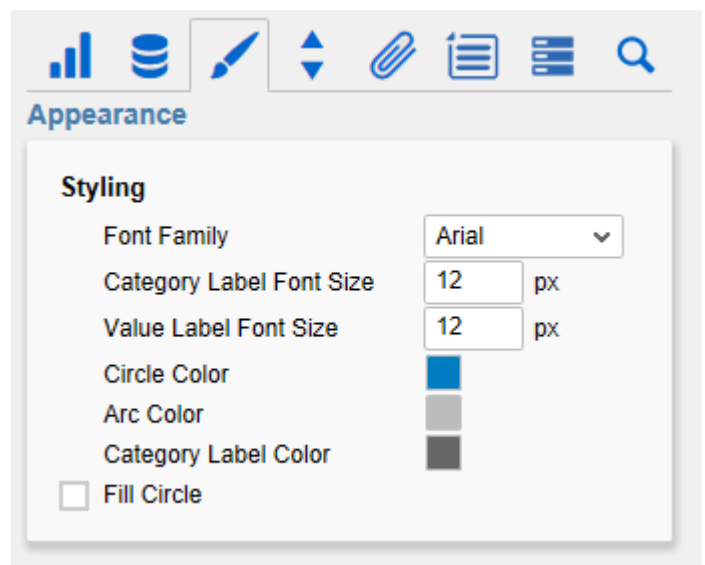 Appearance
Styling
Font Family Arial
Category Label Font Size 12 px
Value Label Font Size 12 px
Circle Color
Arc Color
Category Label Color
Fill Circle